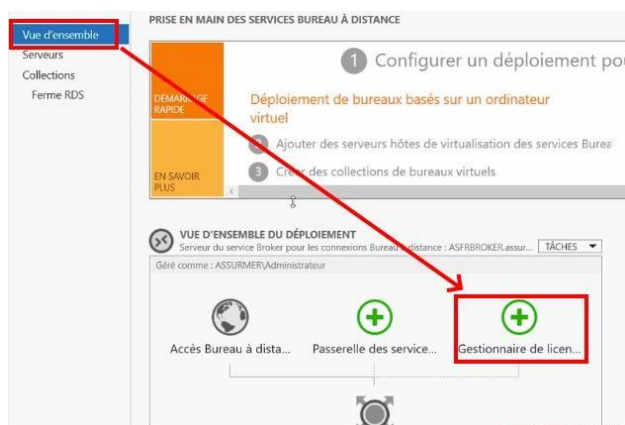 PRISE EN MAIN DES SERVICES BUREAU À DISTANCE
Vue d'ensemble
Serveurs
Collections
Ferme RDS
1 Configurer un déploiement pou
DÉMARRAGE
RAPIDE
Déploiement de bureaux basés sur un ordinateur
virtuel
2 Ajouter des serveurs hôtes de virtualisation des services Burea
3 Créer des collections de bureaux virtuels
EN SAVOIR
PLUS
VUE D'ENSEMBLE DU DÉPLOIEMENT
Serveur du service Broker pour les connexions Bureau à distance : ASFRBROKER.assur...
TÂCHES
Géré comme : ASSURMER\Administrateur
Accès Bureau à dista...
Passerelle des service...
Gestionnaire de licen...